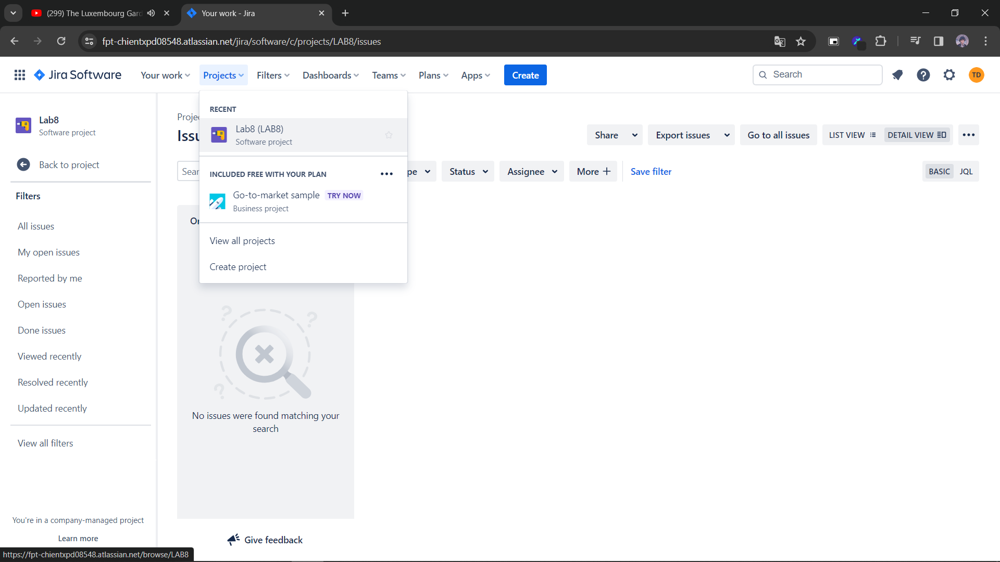 (299) The Luxembourg Gard
Your work - Jira
fpt-chientxpd08548.atlassian.net/jira/software/c/projects/LAB8/issues
Jira Software
Your work
Projects
Filters
Dashboards
Teams
Plans
Apps
Create
Search
TD
Lab8
Software project
Back to project
Filters
All issues
My open issues
Reported by me
Open issues
Done issues
Viewed recently
Resolved recently
Updated recently
View all filters
You're in a company-managed project
Learn more
https://fpt-chientxpd08548.atlassian.net/browse/LAB8
RECENT
Lab8 (LAB8)
Software project
INCLUDED FREE WITH YOUR PLAN
Go-to-market sample TRY NOW
Business project
View all projects
Create project
Projec
Issu
Share
Export issues
Go to all issues
LIST VIEW
DETAIL VIEW
Sear
pe
Status
Assignee
More
Save filter
BASIC
JQL
Or
No issues were found matching your
search
Give feedback